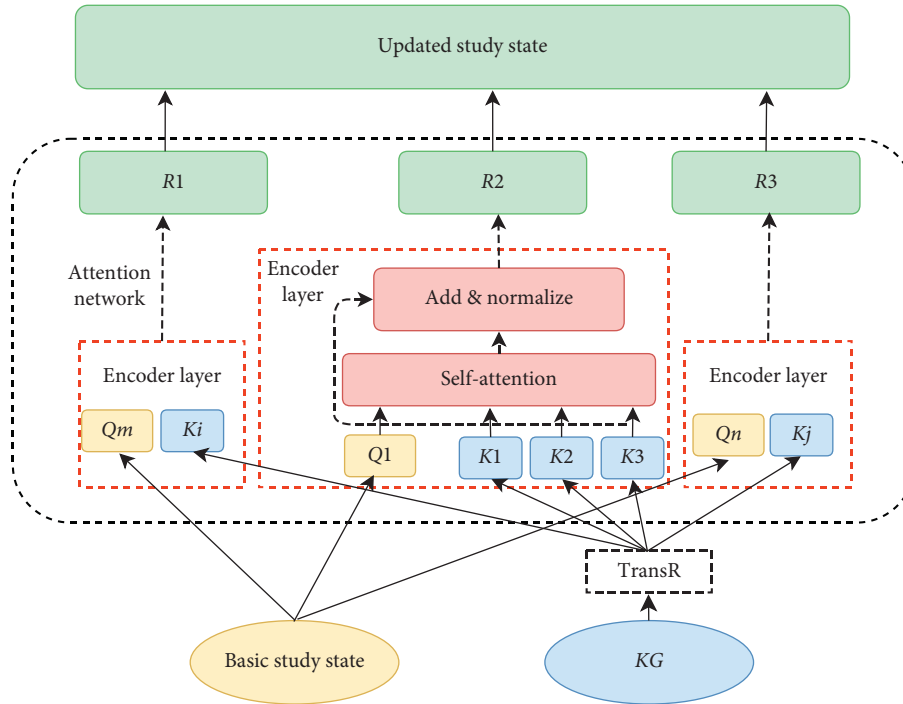 Updated study state
R1
R2
R3
Attention
network
Encoder
layer
Add & normalize
Self-attention
Encoder layer
Qm
Ki
Q1
K1
K2
K3
Encoder layer
Qn
Kj
TransR
Basic study state
KG